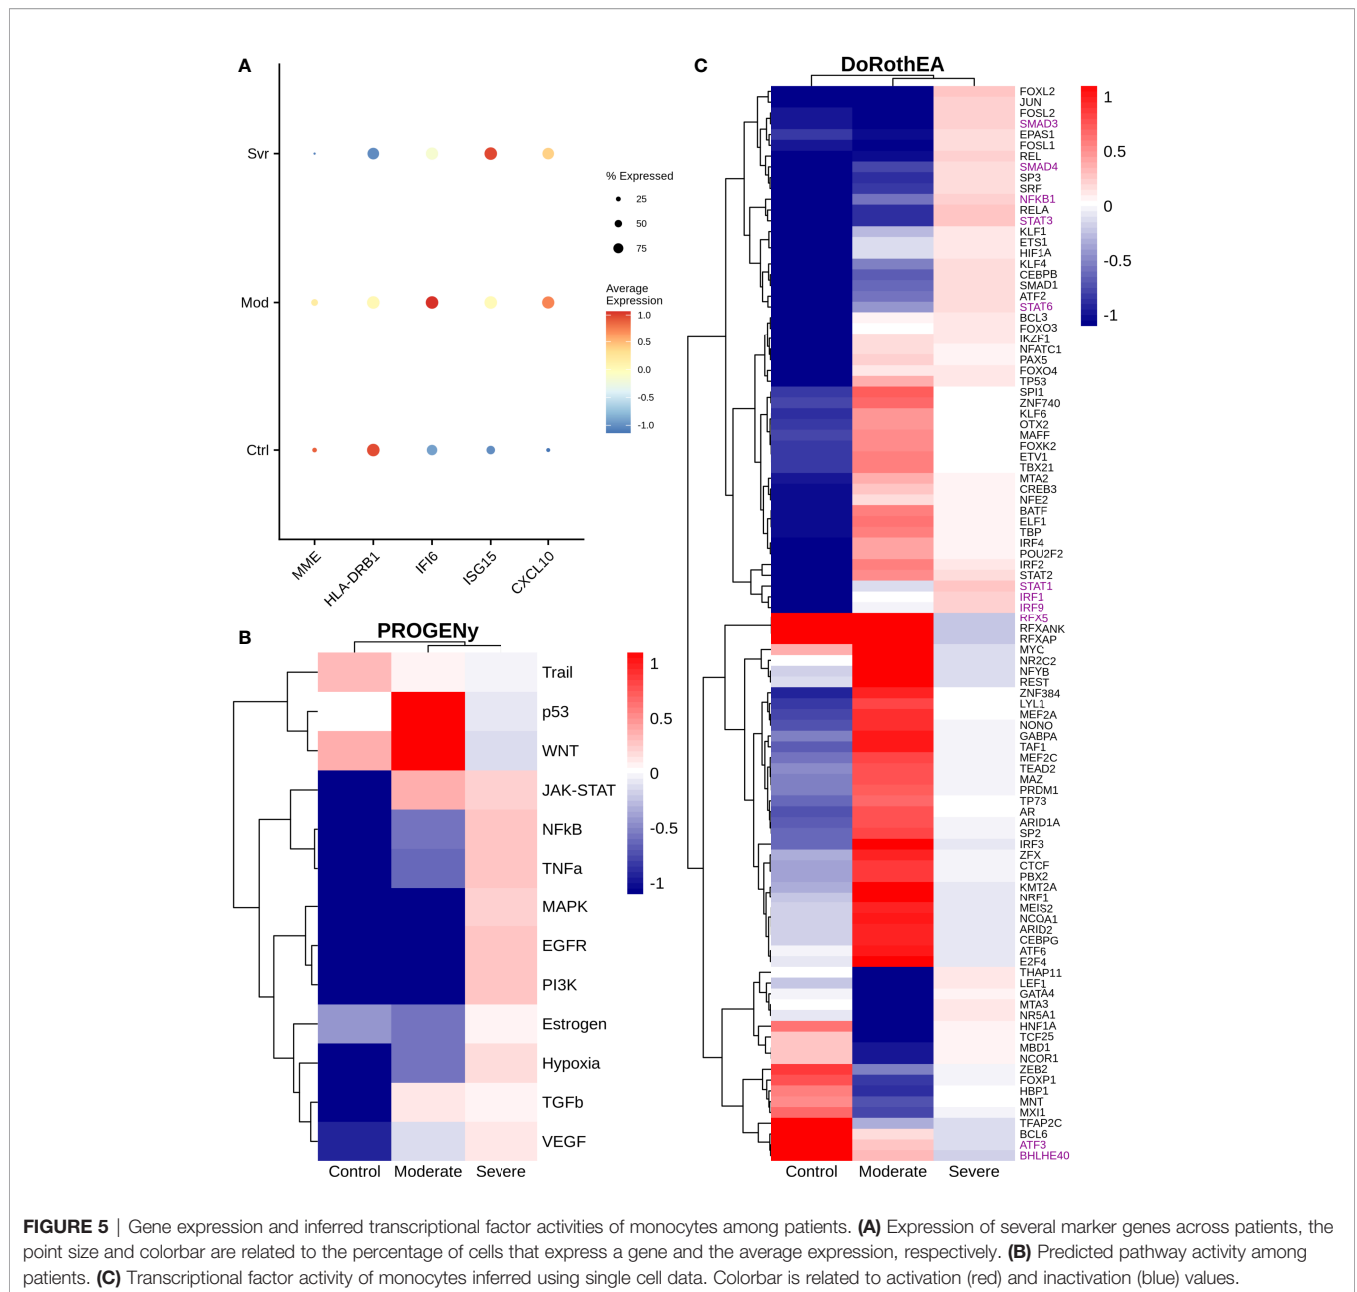 A
Svr
Mod
Ctrl
MME
HLA-DRB1
IFI6
ISG15
CXCL10
% Expressed
25
50
75
Average
Expression
1.0
0.5
0.0
-0.5
-1.0
B
PROGENy
Trail
p53
WNT
JAK-STAT
NFkB
TNFa
MAPK
EGFR
PI3K
Estrogen
Hypoxia
TGFb
VEGF
Control Moderate Severe
1
0.5
0
-0.5
-1
C
DoRothEA
FOXL2
JUN
FOSL2
SMAD3
EPAS1
FOSL1
REL
SMAD4
SP3
SRF
NFKB1
RELA
STAT3
KLF1
ETS1
HIF1A
KLF4
CEBPB
SMAD1
ATF2
STAT6
BCL3
FOXO3
IKZF1
NFATC1
PAX5
FOXO4
TP53
SPI1
ZNF740
KLF6
OTX2
MAFF
FOXK2
ETV1
TBX21
MTA2
CREB3
NFE2
BATF
ELF1
TBP
IRF4
POU2F2
IRF2
STAT2
STAT1
IRF1
IRF9
RFX5
RFXANK
RFXAP
MYC
NR2C2
NFYB
REST
ZNF384
LYL1
MEF2A
NONO
GABPA
TAF1
MEF2C
TEAD2
MAZ
PRDM1
TP73
AR
ARID1A
SP2
IRF3
ZFX
CTCF
PBX2
KMT2A
NRF1
MEIS2
NCOA1
ARID2
CEBPG
ATF6
E2F4
THAP11
LEF1
GATA4
MTA3
NR5A1
HNF1A
TCF25
MBD1
NCOR1
ZEB2
FOXP1
HBP1
MNT
MXI1
TFAP2C
BCL6
ATF3
BHLHE40
Control Moderate Severe
1
0.5
0
-0.5
-1
FIGURE 5 | Gene expression and inferred transcriptional factor activities of monocytes among patients. (A) Expression of several marker genes across patients, the
point size and colorbar are related to the percentage of cells that express a gene and the average expression, respectively. (B) Predicted pathway activity among
patients. (C) Transcriptional factor activity of monocytes inferred using single cell data. Colorbar is related to activation (red) and inactivation (blue) values.